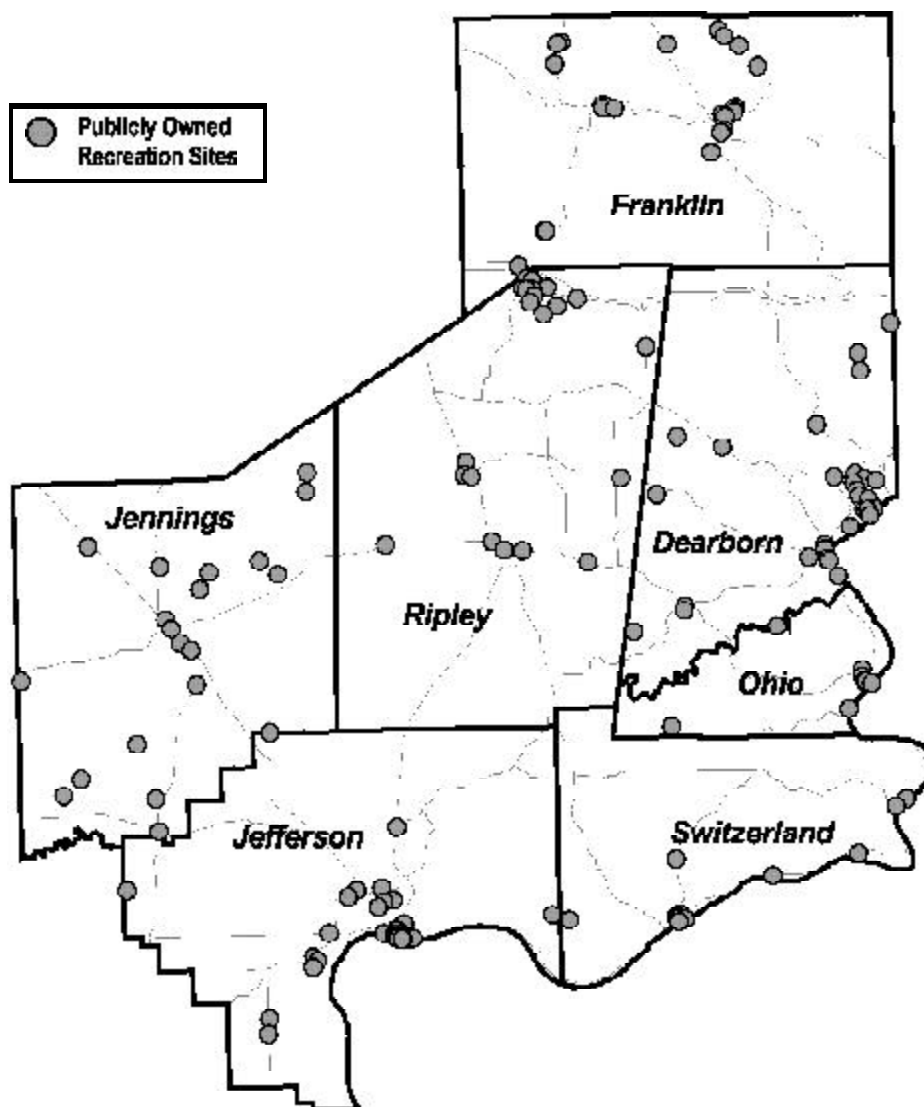 Publicly Owned
Recreation Sites
Franklin
Jennings
Dearborn
Ripley
Ohio
Jefferson
Switzerland